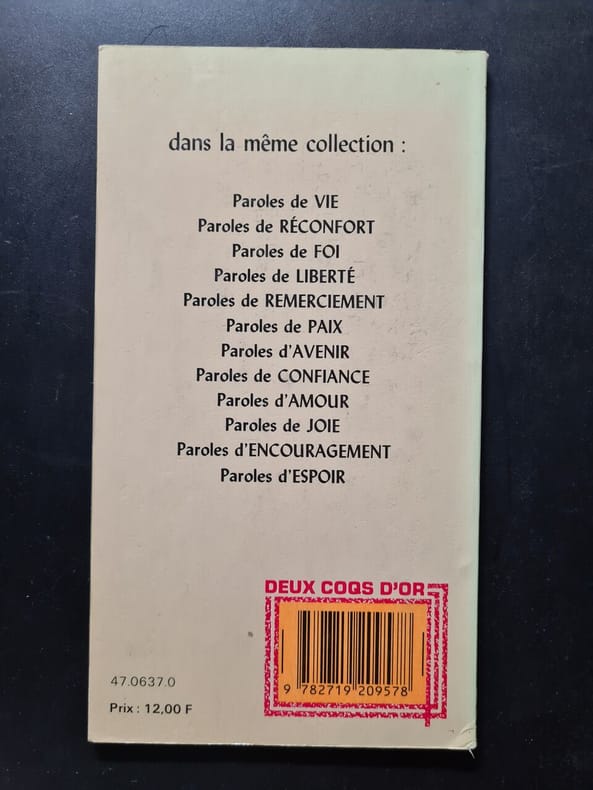 dans la même collection :
Paroles de VIE
Paroles de RÉCONFORT
Paroles de FOI
Paroles de LIBERTÉ
Paroles de REMERCIEMENT
Paroles de PAIX
Paroles d'AVENIR
Paroles de CONFIANCE
Paroles d'AMOUR
Paroles de JOIE
Paroles d'ENCOURAGEMENT
Paroles d'ESPOIR
DEUX COQS D'OR
9 782719 209578
47.0637.0
Prix : 12,00 F